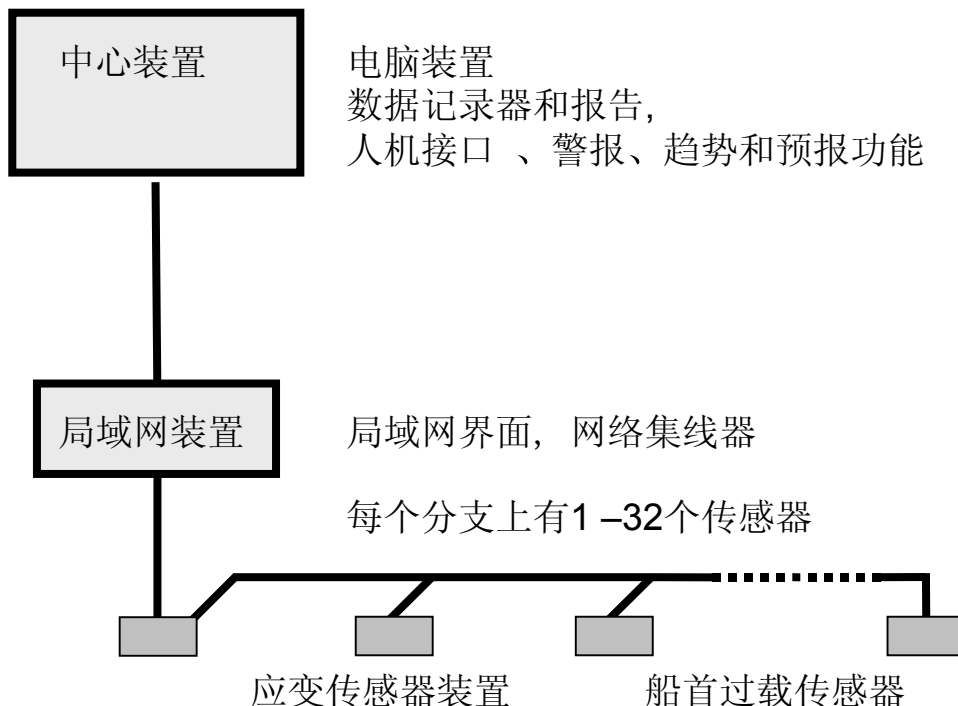 中心装置
电脑装置
数据记录器和报告,
人机接口 、警报、趋势和预报功能
局域网装置
局域网界面, 网络集线器
每个分支上有1 –32个传感器
应变传感器装置
船首过载传感器